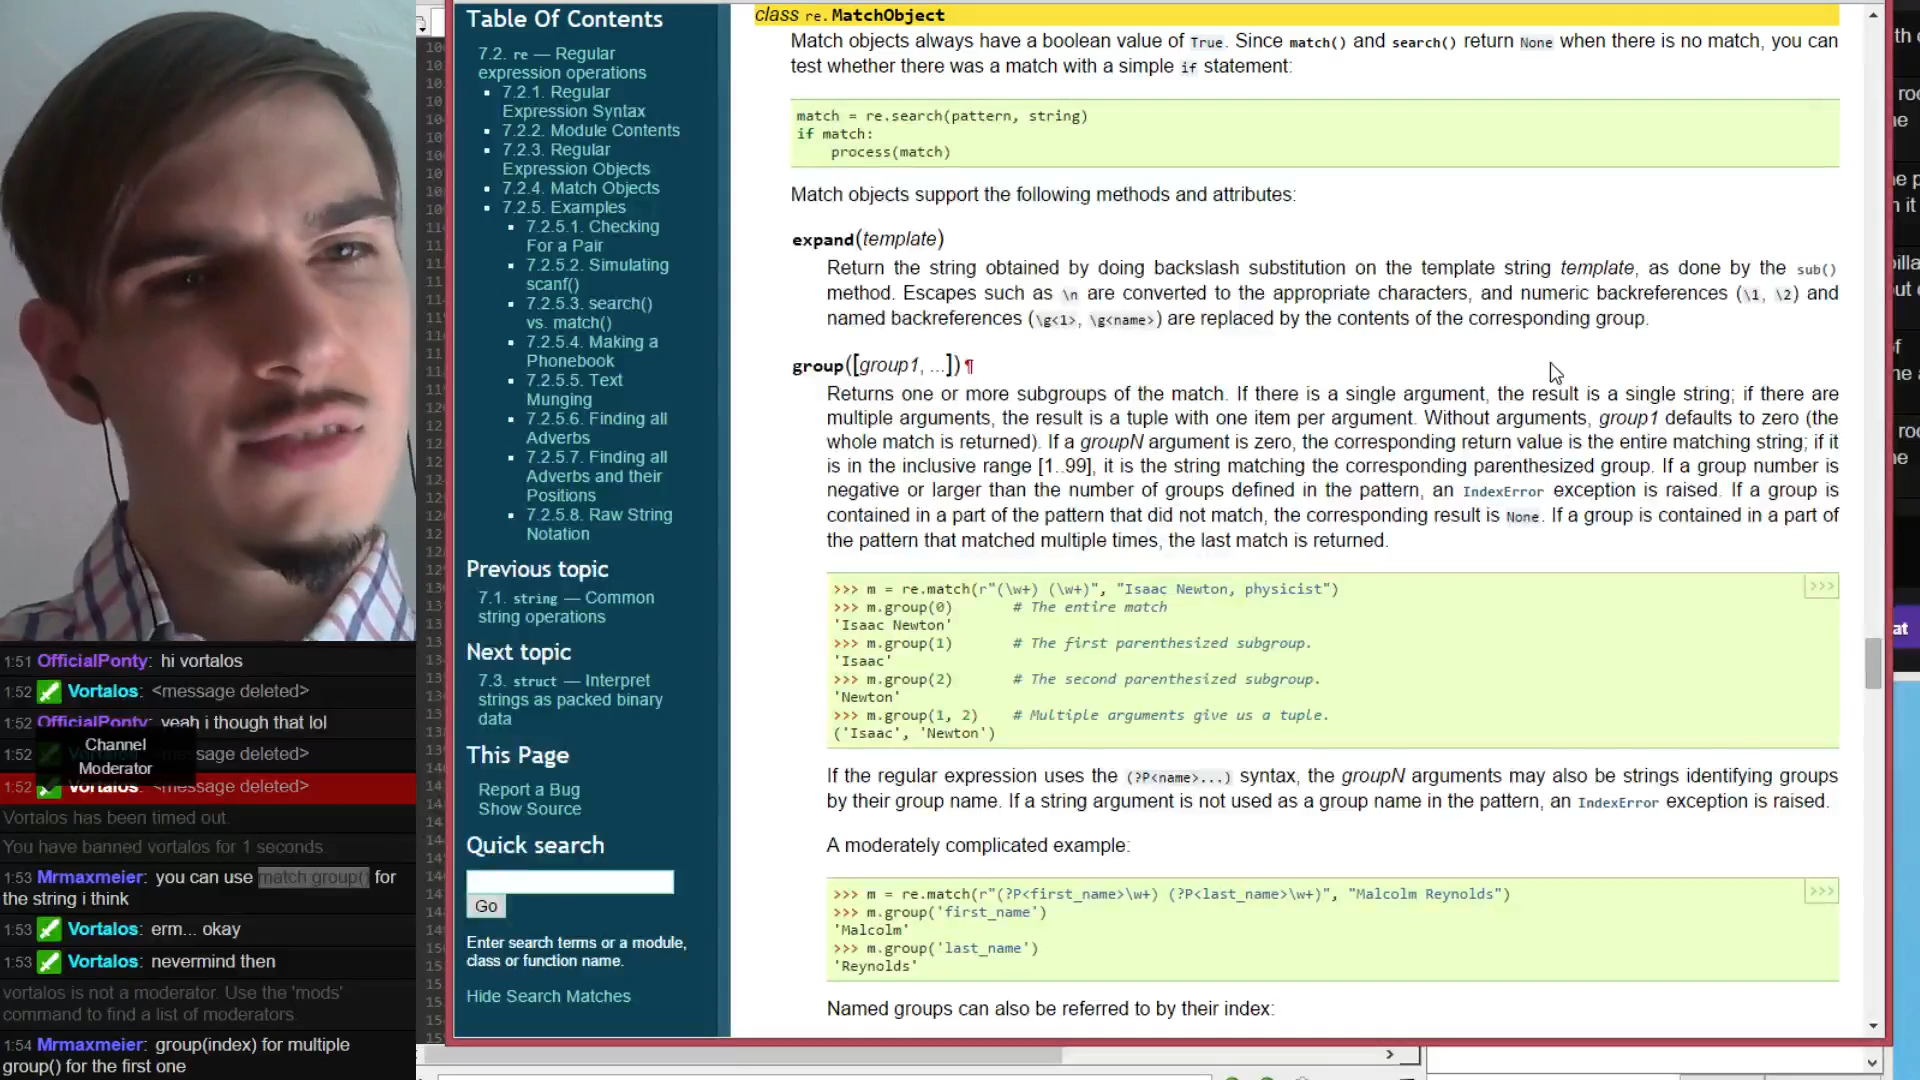 Table Of Contents
7.2. re — Regular
expression operations
7.2.1. Regular
Expression Syntax
7.2.2. Module Contents
7.2.3. Regular
Expression Objects
7.2.4. Match Objects
7.2.5. Examples
7.2.5.1. Checking
For a Pair
7.2.5.2. Simulating
scanf()
7.2.5.3. search()
vs. match()
7.2.5.4. Making a
Phonebook
7.2.5.5. Text
Munging
7.2.5.6. Finding all
Adverbs
7.2.5.7. Finding all
Adverbs and their
Positions
7.2.5.8. Raw String
Notation
Previous topic
7.1. string — Common
string operations
Next topic
7.3. struct — Interpret
strings as packed binary
data
This Page
Report a Bug
Show Source
Quick search
Go
Enter search terms or a module,
class or function name.
Hide Search Matches
class re.MatchObject
Match objects always have a boolean value of True. Since match() and search() return None when there is no match, you can
test whether there was a match with a simple if statement:
match = re.search(pattern, string)
if match:
process(match)
Match objects support the following methods and attributes:
expand(template)
Return the string obtained by doing backslash substitution on the template string template, as done by the sub()
method. Escapes such as \n are converted to the appropriate characters, and numeric backreferences (\1, \2) and
named backreferences (\g<1>, \g<name>) are replaced by the contents of the corresponding group.
group([group1, ...]) ¶
Returns one or more subgroups of the match. If there is a single argument, the result is a single string; if there are
multiple arguments, the result is a tuple with one item per argument. Without arguments, group1 defaults to zero (the
whole match is returned). If a groupN argument is zero, the corresponding return value is the entire matching string; if it
is in the inclusive range [1..99], it is the string matching the corresponding parenthesized group. If a group number is
negative or larger than the number of groups defined in the pattern, an IndexError exception is raised. If a group is
contained in a part of the pattern that did not match, the corresponding result is None. If a group is contained in a part of
the pattern that matched multiple times, the last match is returned.
>>>
>>> m = re.match(r"(\w+) (\w+)", "Isaac Newton, physicist")
>>> m.group(0) # The entire match
'Isaac Newton'
>>> m.group(1) # The first parenthesized subgroup.
'Isaac'
>>> m.group(2) # The second parenthesized subgroup.
'Newton'
>>> m.group(1, 2) # Multiple arguments give us a tuple.
('Isaac', 'Newton')
If the regular expression uses the (?P<name>...) syntax, the groupN arguments may also be strings identifying groups
by their group name. If a string argument is not used as a group name in the pattern, an IndexError exception is raised.
A moderately complicated example:
>>>
>>> m = re.match(r"(?P<first_name>\w+) (?P<last_name>\w+)", "Malcolm Reynolds")
>>> m.group('first_name')
'Malcolm'
>>> m.group('last_name')
'Reynolds'
Named groups can also be referred to by their index:
1:51 OfficialPonty: hi vortalos
1:52 Vortalos: <message deleted>
1:52 OfficialPonty: yeah i though that lol
Channel
Moderator
1:52 sage deleted>
1:52 Vortalos: <message deleted>
Vortalos has been timed out.
You have banned vortalos for 1 seconds.
1:53 Mrmaxmeier: you can use match group() for
the string i think
1:53 Vortalos: erm... okay
1:53 Vortalos: nevermind then
vortalos is not a moderator. Use the 'mods'
command to find a list of moderators.
1:54 Mrmaxmeier: group(index) for multiple
group() for the first one